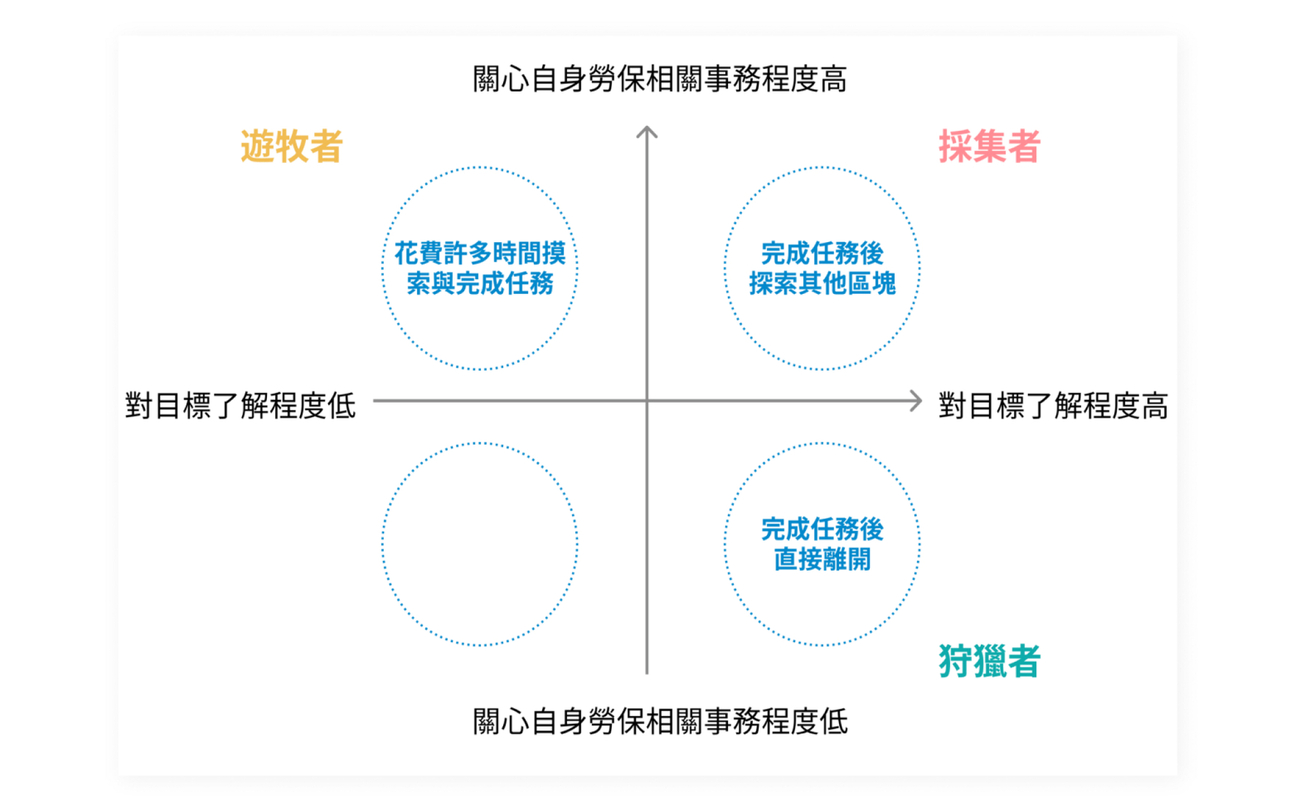 關心自身勞保相關事務程度高
遊牧者
採集者
花費許多時間摸
索與完成任務
完成任務後
探索其他區塊
對目標了解程度低
對目標了解程度高
完成任務後
直接離開
狩獵者
關心自身勞保相關事務程度低